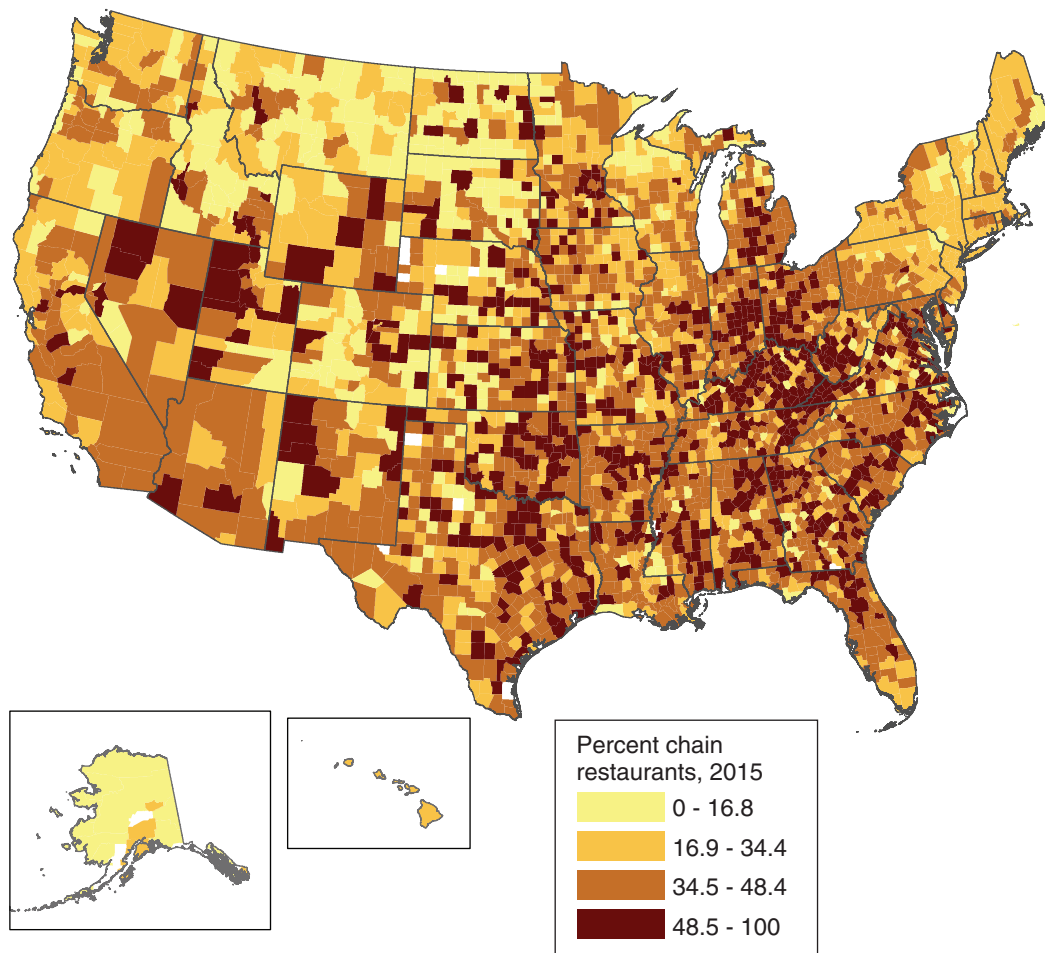 Percent chain
restaurants, 2015
0 - 16.8
16.9 - 34.4
34.5 - 48.4
48.5 - 100